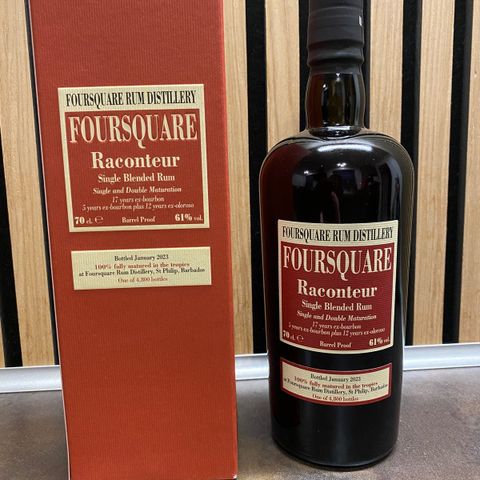 FOURSQUARE RUM DISTILLERY
FOURSQUARE
Raconteur
Single Blended Rum
Single and Double Maturation
17 years ex-bourbon
5 years ex-bourbon plus 12 years ex-oloroso
70 cl. ℮ Barrel Proof 61% vol.
Bottled January 2023
100% fully matured in the tropics
at Foursquare Rum Distillery, St Philip, Barbados
One of 4,800 bottles
FOURSQUARE RUM DISTILLERY
FOURSQUARE
Raconteur
Single Blended Rum
Single and Double Maturation
17 years ex-bourbon
5 years ex-bourbon plus 12 years ex-oloroso
70 cl. ℮ Barrel Proof 61% vol.
Bottled January 2023
100% fully matured in the tropics
at Foursquare Rum Distillery, St Philip, Barbados
One of 4,800 bottles